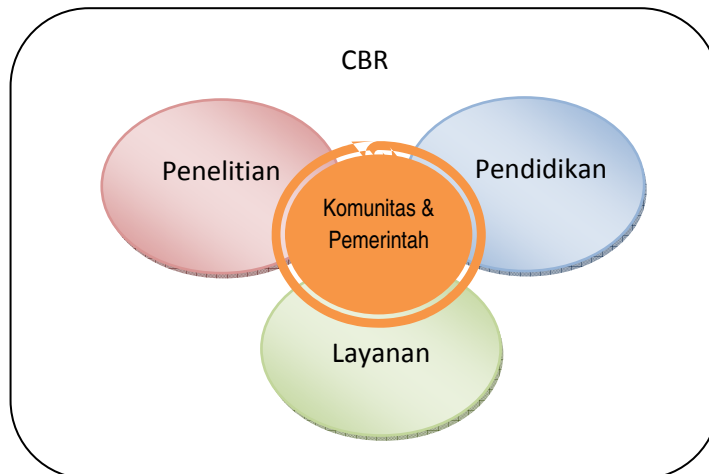 CBR
Penelitian
Pendidikan
Komunitas &
Pemerintah
Layanan